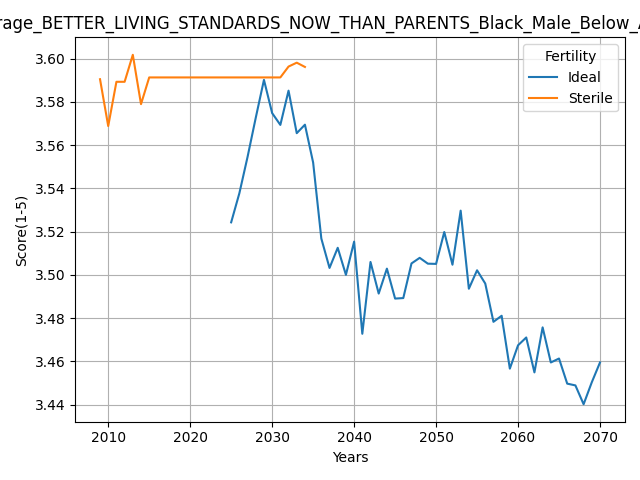 rage_BETTER_LIVING_STANDARDS_NOW_THAN_PARENTS_Black_Male_Below_A
3.60
3.58
3.56
3.54
3.52
3.50
3.48
3.46
3.44
Score(1-5)
2010 2020 2030 2040 2050 2060 2070
Years
Fertility
Ideal
Sterile